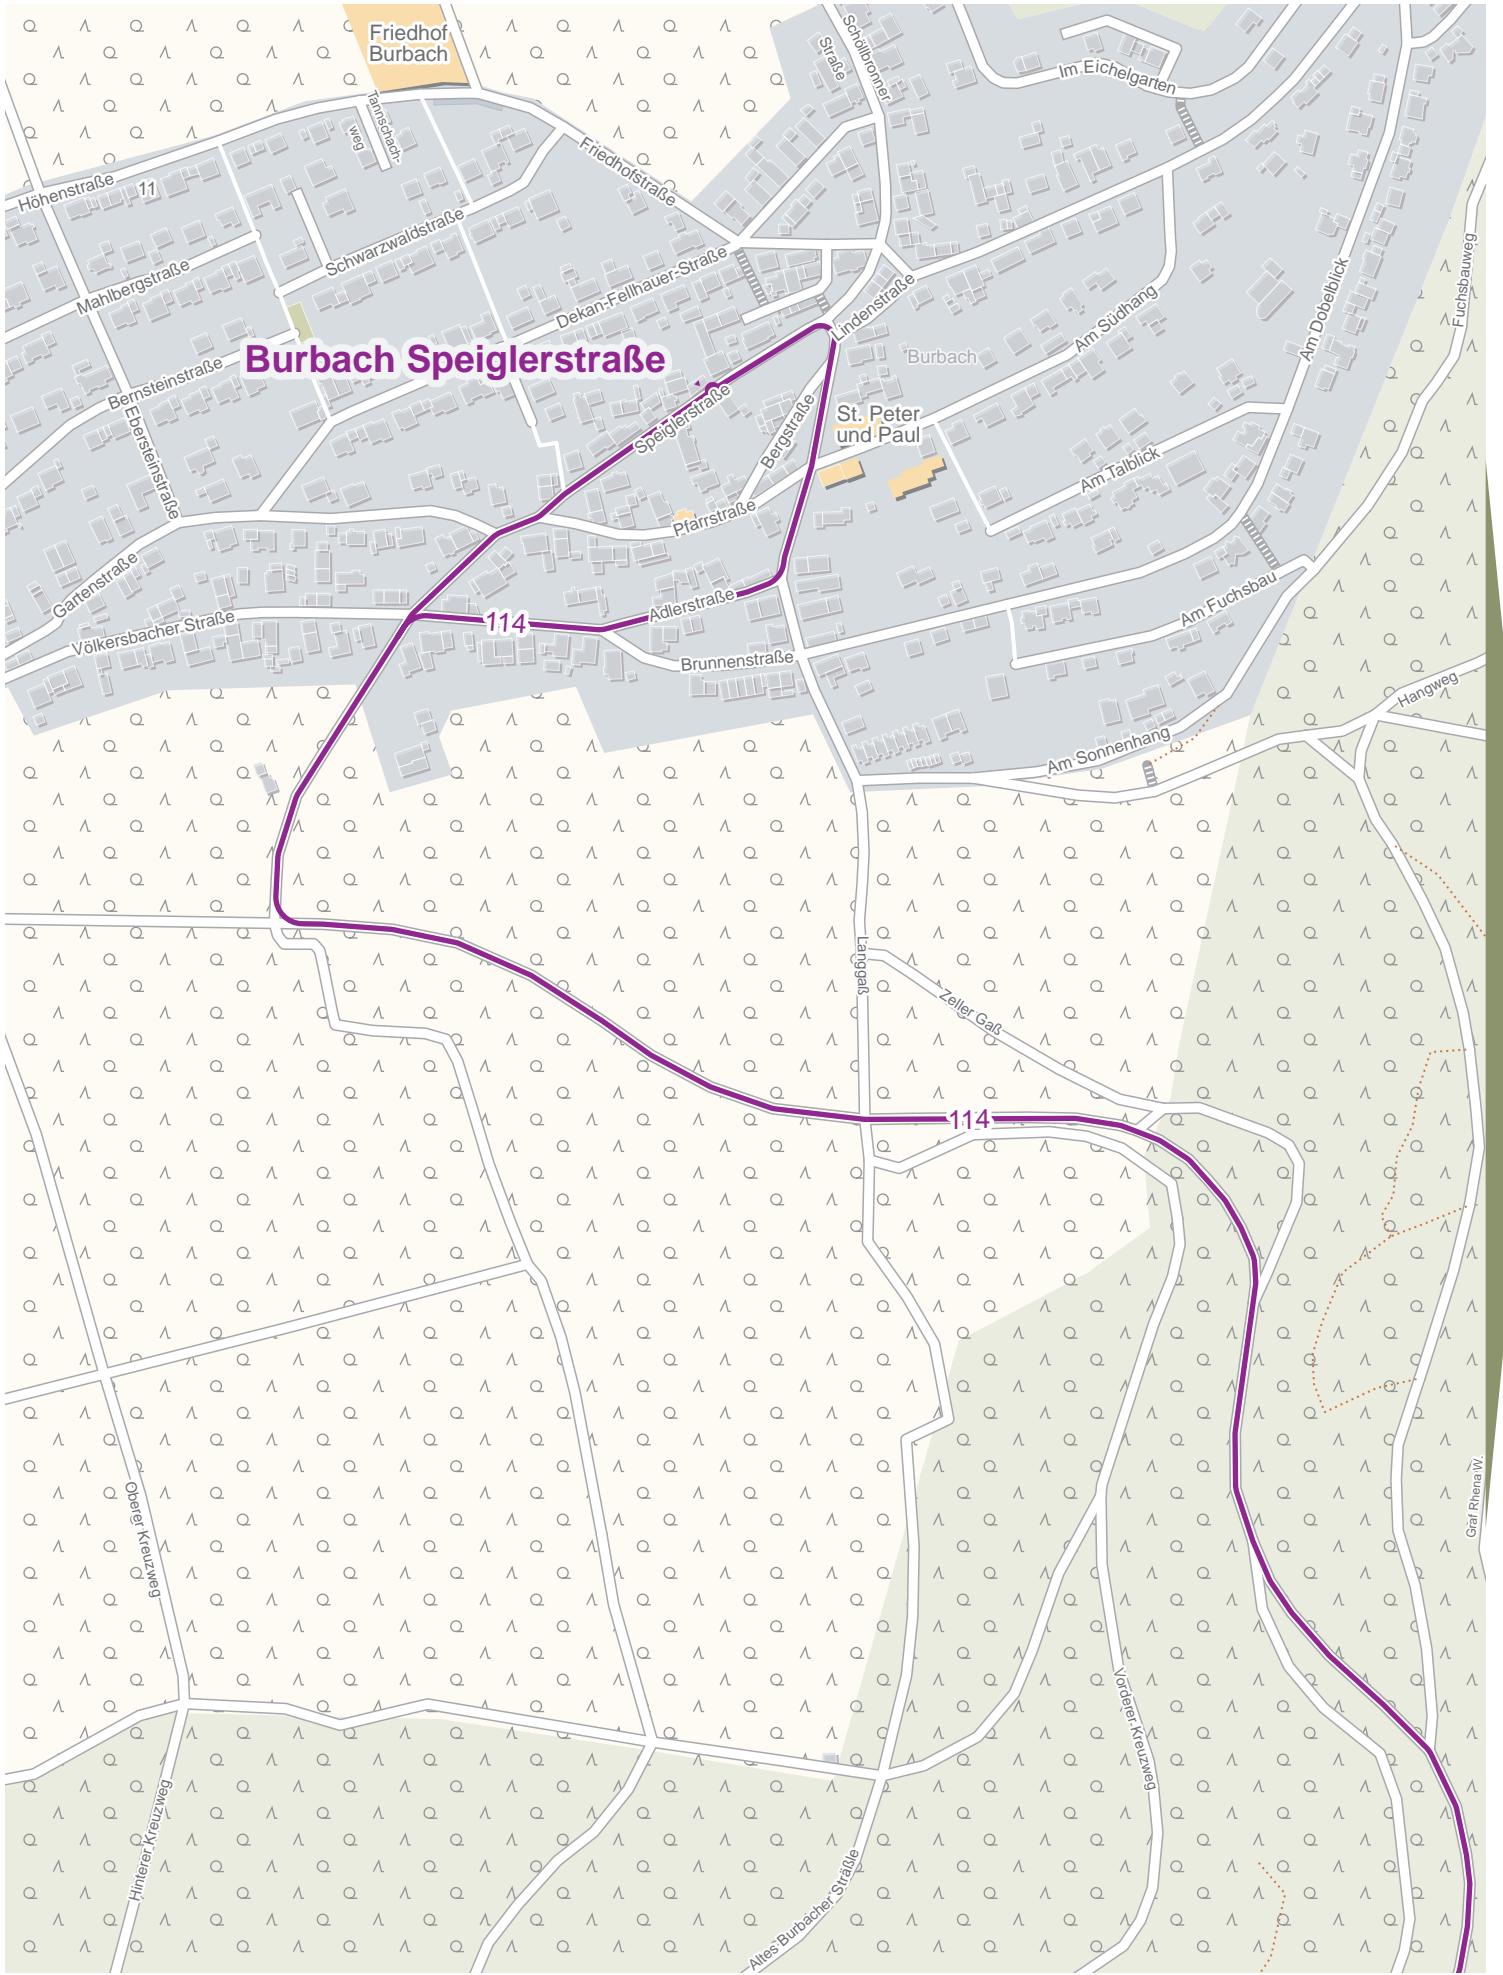 Friedhof
Burbach
Schöllbronner
Straße
Im Eichelgarten
Tannschach-
weg
Friedhofstraße
Höhenstraße
11
Schwarzwaldstraße
Mahlbergstraße
Dekan-Fellhauer-Straße
Lindenstraße
Am Südhang
Am Dobelblick
Fuchsbauweg
Burbach Speiglerstraße
Burbach
Bernsteinstraße
Ebersteinstraße
Speiglerstraße
Bergstraße
St. Peter
und Paul
Am Talblick
Pfarrstraße
Gartenstraße
Völkersbacher Straße
114
Adlerstraße
Am Fuchsbau
Brunnenstraße
Hangweg
Am Sonnenhang
Langgaß
Zeller Gaß
114
Oberer Kreuzweg
Graf Rhena W.
Vorderer-Kreuzweg
Hinterer Kreuzweg
Altes Burbacher Sträßle